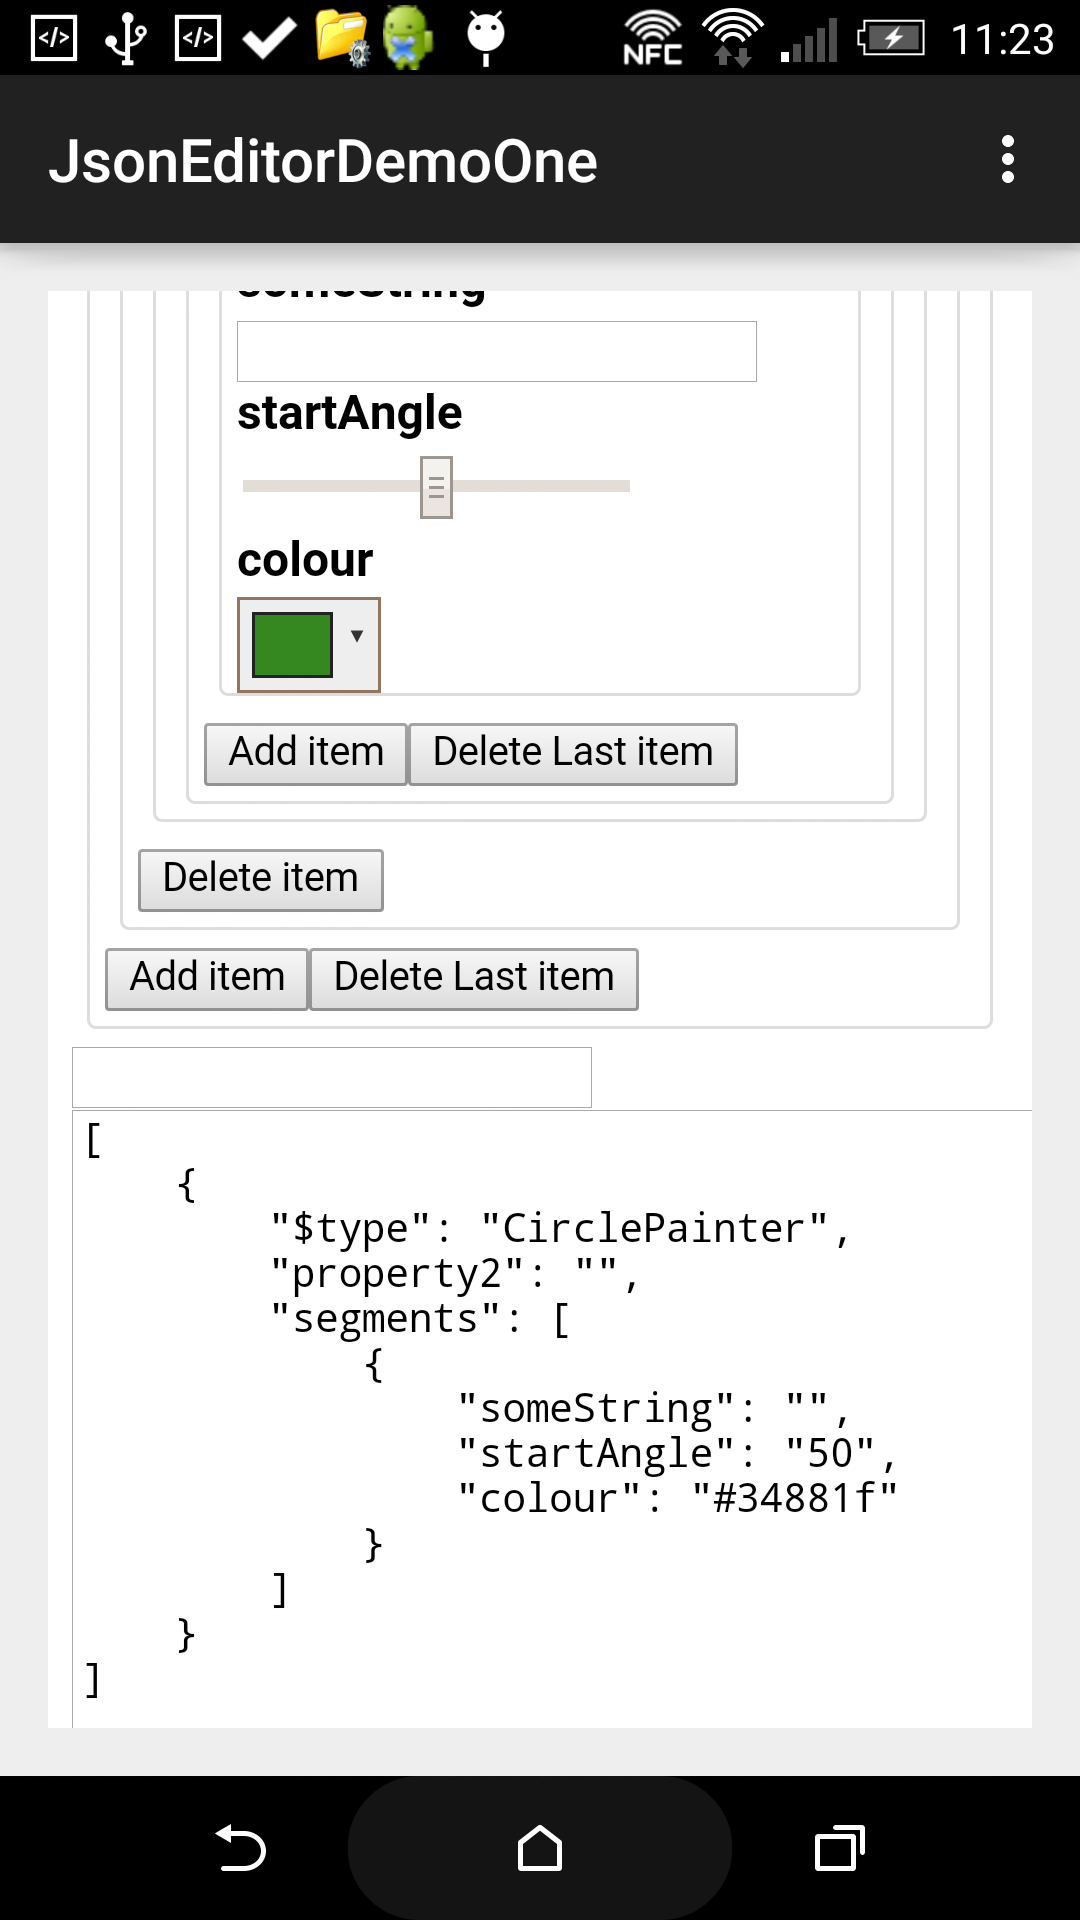 NFC 11:23
JsonEditorDemoOne
someString
startAngle
colour
Add item Delete Last item
Delete item
Add item Delete Last item
[
{
"$type": "CirclePainter",
"property2": "",
"segments": [
{
"someString": "",
"startAngle": "50",
"colour": "#34881f"
}
]
}
]